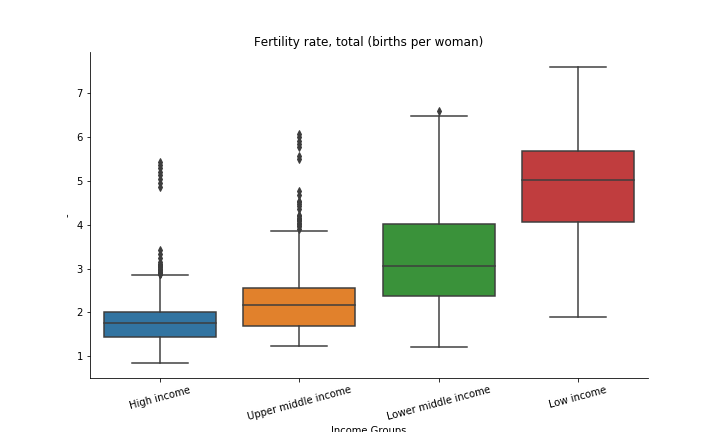 Fertility rate, total (births per woman)
7
6
5
4
3
2
1
High income
Upper middle income
Lower middle income
Low income
Income Groups